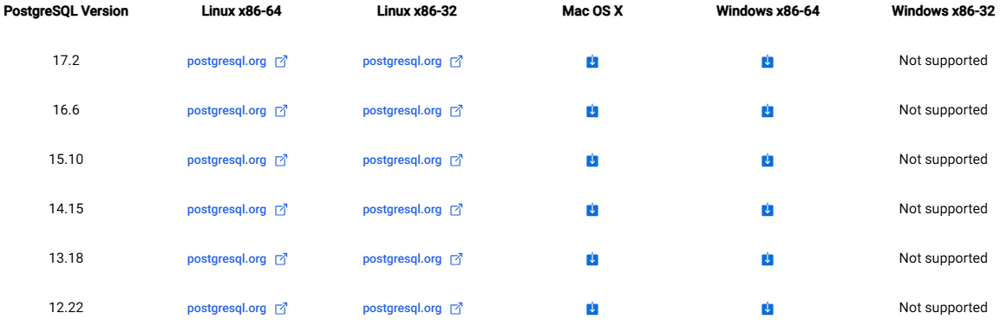 PostgreSQL Version Linux x86-64 Linux x86-32 Mac OS X Windows x86-64 Windows x86-32
17.2 postgresql.org postgresql.org Not supported
16.6 postgresql.org postgresql.org Not supported
15.10 postgresql.org postgresql.org Not supported
14.15 postgresql.org postgresql.org Not supported
13.18 postgresql.org postgresql.org Not supported
12.22 postgresql.org postgresql.org Not supported